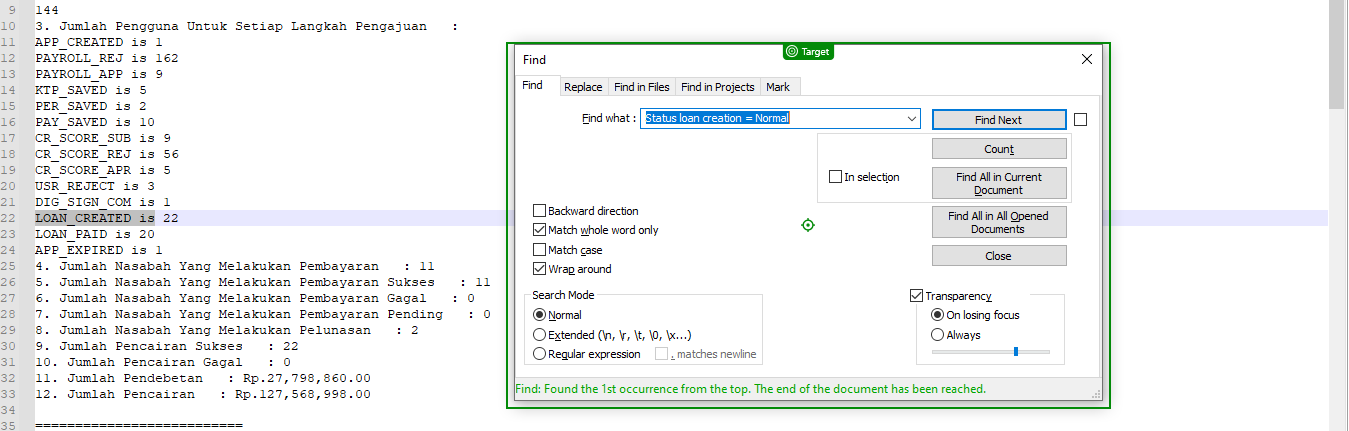 9 144
10 3. Jumlah Pengguna Untuk Setiap Langkah Pengajuan :
11 APP_CREATED is 1
12 PAYROLL_REJ is 162
13 PAYROLL_APP is 9
14 KTP_SAVED is 5
15 PER_SAVED is 2
16 PAY_SAVED is 10
17 CR_SCORE_SUB is 9
18 CR_SCORE_REJ is 56
19 CR_SCORE_APR is 5
20 USR_REJECT is 3
21 DIG_SIGN_COM is 1
22 LOAN_CREATED is 22
23 LOAN_PAID is 20
24 APP_EXPIRED is 1
25 4. Jumlah Nasabah Yang Melakukan Pembayaran : 11
26 5. Jumlah Nasabah Yang Melakukan Pembayaran Sukses : 11
27 6. Jumlah Nasabah Yang Melakukan Pembayaran Gagal : 0
28 7. Jumlah Nasabah Yang Melakukan Pembayaran Pending : 0
29 8. Jumlah Nasabah Yang Melakukan Pelunasan : 2
30 9. Jumlah Pencairan Sukses : 22
31 10. Jumlah Pencairan Gagal : 0
32 11. Jumlah Pendebetan : Rp.27,798,860.00
33 12. Jumlah Pencairan : Rp.127,568,998.00
34
35 ==========================
Target
Find
Find Replace Find in Files Find in Projects Mark
Find what : Status loan creation = Normal
Find Next
Count
In selection
Find All in Current Document
Find All in All Opened Documents
Close
Backward direction
Match whole word only
Match case
Wrap around
Search Mode
Normal
Extended (\n, \r, \t, \0, \x...)
Regular expression . matches newline
Transparency
On losing focus
Always
Find: Found the 1st occurrence from the top. The end of the document has been reached.